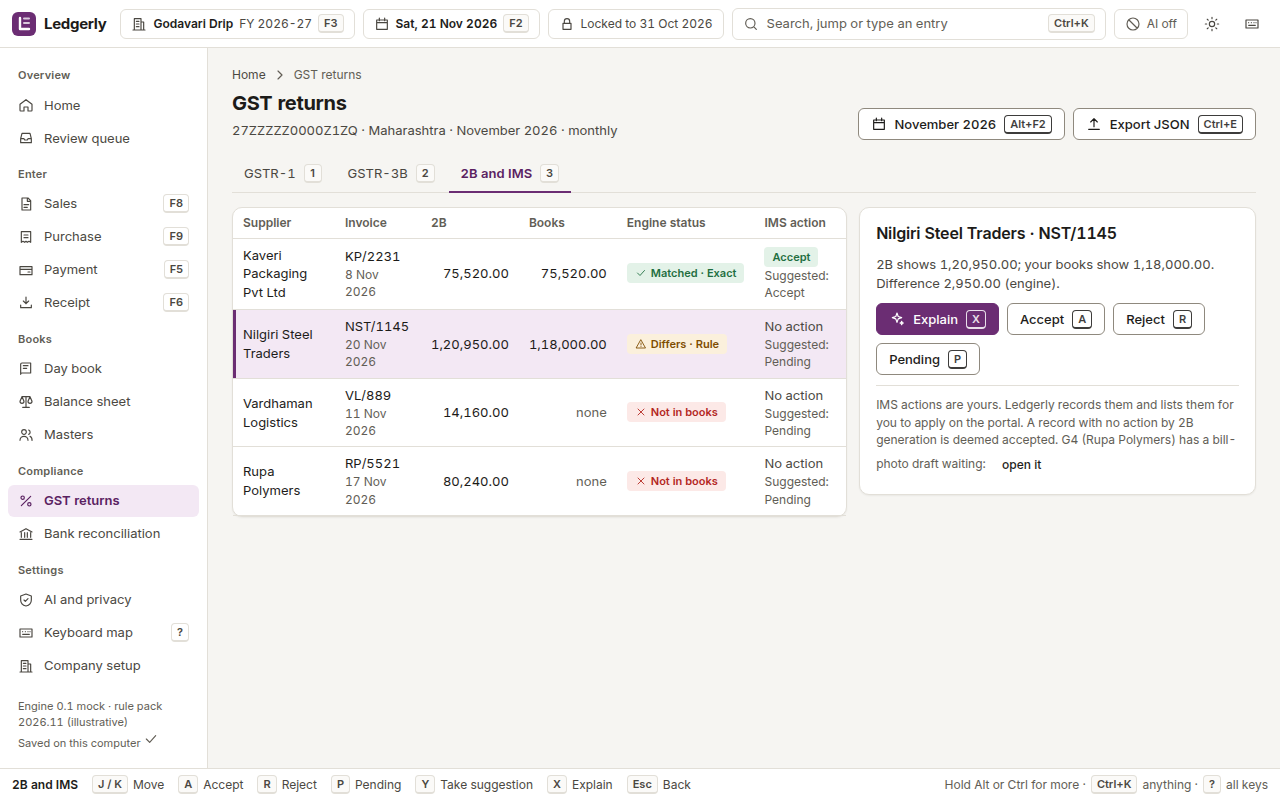 Ledgerly
Godavari Drip FY 2026-27 F3
Sat, 21 Nov 2026 F2
Locked to 31 Oct 2026
Search, jump or type an entry Ctrl+K
AI off
Overview
Home
Review queue
Enter
Sales F8
Purchase F9
Payment F5
Receipt F6
Books
Day book
Balance sheet
Masters
Compliance
GST returns
Bank reconciliation
Settings
AI and privacy
Keyboard map ?
Company setup
Engine 0.1 mock · rule pack
2026.11 (illustrative)
Saved on this computer
Home > GST returns
GST returns
27ZZZZZ0000Z1ZQ · Maharashtra · November 2026 · monthly
November 2026 Alt+F2
Export JSON Ctrl+E
GSTR-1 1
GSTR-3B 2
2B and IMS 3
Supplier Invoice 2B Books Engine status IMS action
Kaveri Packaging Pvt Ltd KP/2231 8 Nov 2026 75,520.00 75,520.00 Matched · Exact Accept Suggested: Accept
Nilgiri Steel Traders NST/1145 20 Nov 2026 1,20,950.00 1,18,000.00 Differs · Rule No action Suggested: Pending
Vardhaman Logistics VL/889 11 Nov 2026 14,160.00 none Not in books No action Suggested: Pending
Rupa Polymers RP/5521 17 Nov 2026 80,240.00 none Not in books No action Suggested: Pending
Nilgiri Steel Traders · NST/1145
2B shows 1,20,950.00; your books show 1,18,000.00.
Difference 2,950.00 (engine).
Explain X
Accept A
Reject R
Pending P
IMS actions are yours. Ledgerly records them and lists them for
you to apply on the portal. A record with no action by 2B
generation is deemed accepted. G4 (Rupa Polymers) has a bill-
photo draft waiting: open it
2B and IMS J / K Move A Accept R Reject P Pending Y Take suggestion X Explain Esc Back
Hold Alt or Ctrl for more · Ctrl+K anything · ? all keys